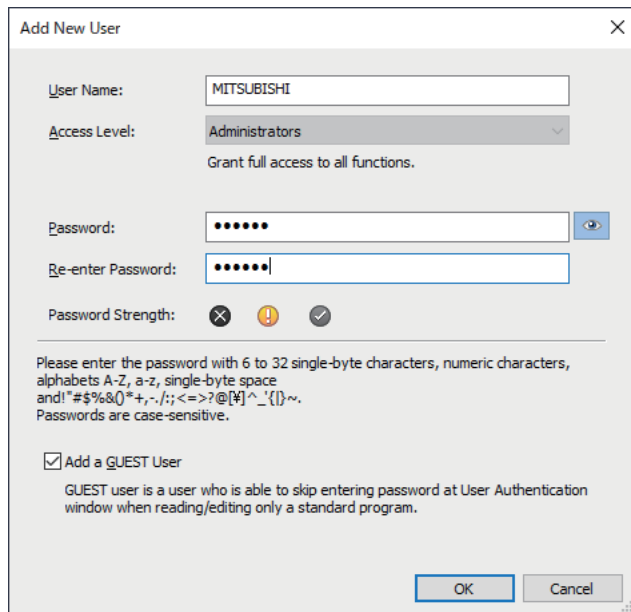 Add New User
User Name:
MITSUBISHI
Access Level:
Administrators
Grant full access to all functions.
Password:
••••••
Re-enter Password:
••••••
Password Strength:
Please enter the password with 6 to 32 single-byte characters, numeric characters,
alphabets A-Z, a-z, single-byte space
and!"#$%&()*+,-./:;<=>?@[¥]^_'{|}~.
Passwords are case-sensitive.
Add a GUEST User
GUEST user is a user who is able to skip entering password at User Authentication
window when reading/editing only a standard program.
OK
Cancel